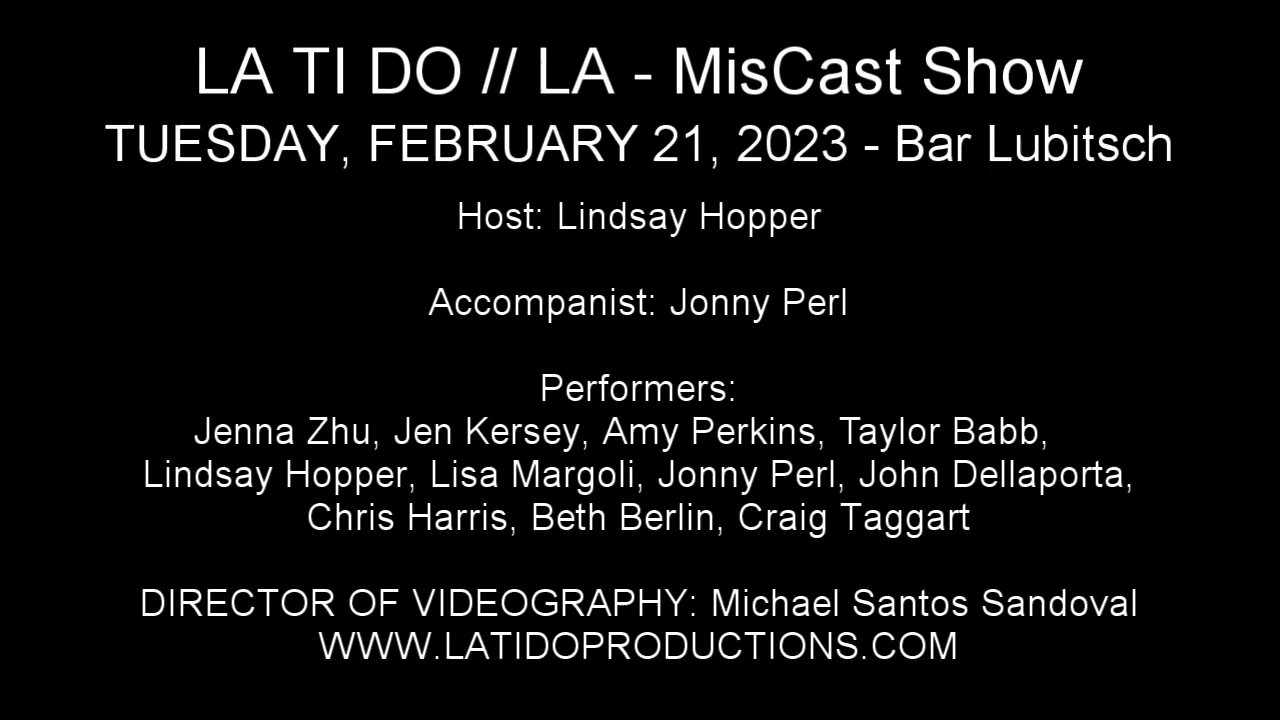 LA TI DO // LA - MisCast Show
TUESDAY, FEBRUARY 21, 2023 - Bar Lubitsch
Host: Lindsay Hopper
Accompanist: Jonny Perl
Performers:
Jenna Zhu, Jen Kersey, Amy Perkins, Taylor Babb,
Lindsay Hopper, Lisa Margoli, Jonny Perl, John Dellaporta,
Chris Harris, Beth Berlin, Craig Taggart
DIRECTOR OF VIDEOGRAPHY: Michael Santos Sandoval
WWW.LATIDOPRODUCTIONS.COM